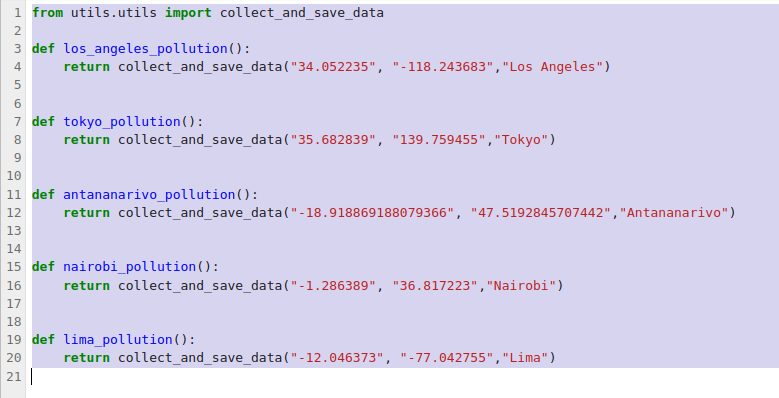 1 from utils.utils import collect_and_save_data
2
3 def los_angeles_pollution():
4     return collect_and_save_data("34.052235", "-118.243683","Los Angeles")
5
6
7 def tokyo_pollution():
8     return collect_and_save_data("35.682839", "139.759455","Tokyo")
9
10
11 def antananarivo_pollution():
12     return collect_and_save_data("-18.918869188079366", "47.5192845707442","Antananarivo")
13
14
15 def nairobi_pollution():
16     return collect_and_save_data("-1.286389", "36.817223","Nairobi")
17
18
19 def lima_pollution():
20     return collect_and_save_data("-12.046373", "-77.042755","Lima")
21